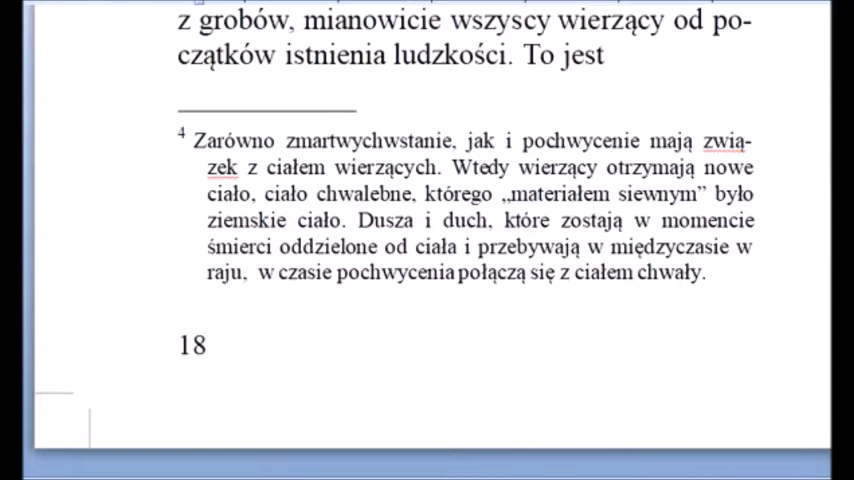 z grobów, mianowicie wszyscy wierzący od po-
czątków istnienia ludzkości. To jest
4 Zarówno zmartwychwstanie, jak i pochwycenie mają zwią-
zek z ciałem wierzących. Wtedy wierzący otrzymają nowe
ciało, ciało chwalebne, którego „materiałem siewnym” było
ziemskie ciało. Dusza i duch, które zostają w momencie
śmierci oddzielone od ciała i przebywają w międzyczasie w
raju, w czasie pochwycenia połączą się z ciałem chwały.
18